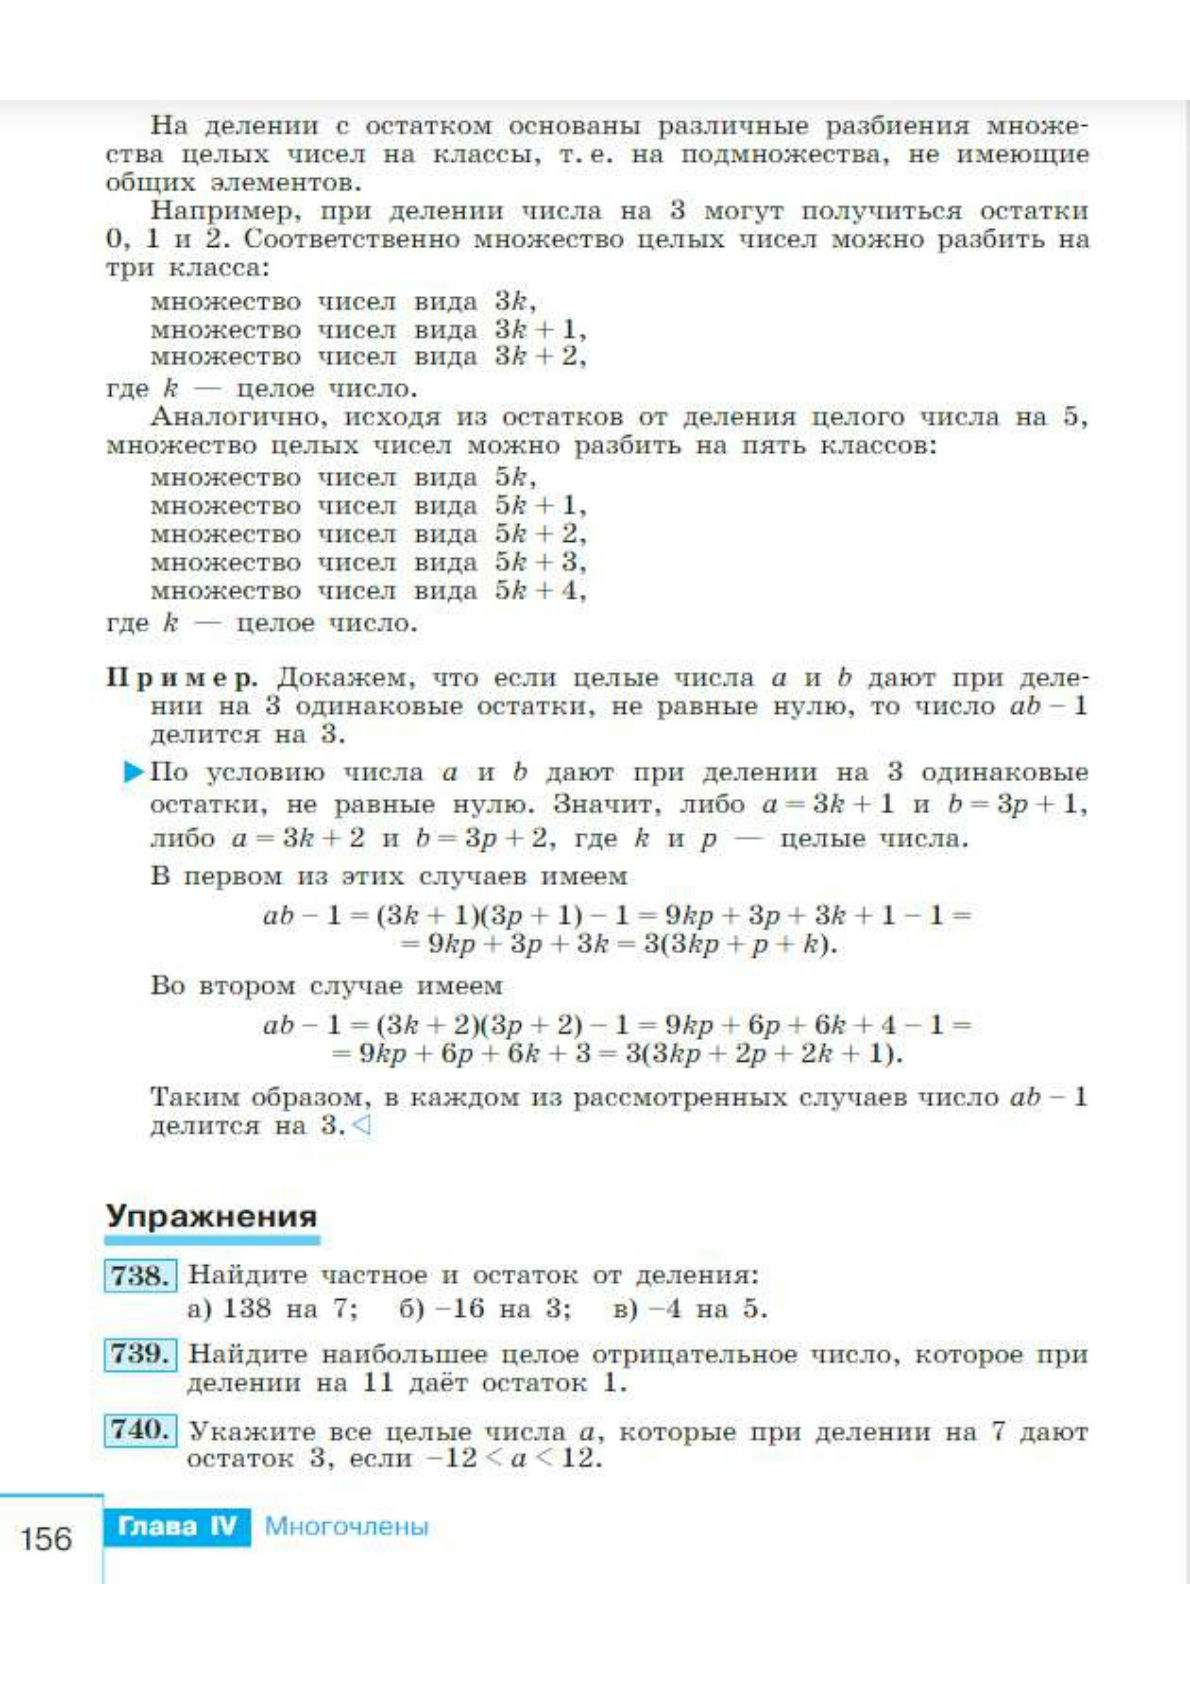 На делении с остатком основаны различные разбиения множе-
ства целых чисел на классы, т. е. на подмножества, не имеющие
общих элементов.
Например, при делении числа на 3 могут получиться остатки
0, 1 и 2. Соответственно множество целых чисел можно разбить на
три класса:
множество чисел вида 3k,
множество чисел вида 3k + 1,
множество чисел вида 3k + 2,
где k — целое число.
Аналогично, исходя из остатков от деления целого числа на 5,
множество целых чисел можно разбить на пять классов:
множество чисел вида 5k,
множество чисел вида 5k + 1,
множество чисел вида 5k + 2,
множество чисел вида 5k + 3,
множество чисел вида 5k + 4,
где k — целое число.
Пример. Докажем, что если целые числа a и b дают при деле-
нии на 3 одинаковые остатки, не равные нулю, то число ab – 1
делится на 3.
▶ По условию числа a и b дают при делении на 3 одинаковые
остатки, не равные нулю. Значит, либо a = 3k + 1 и b = 3p + 1,
либо a = 3k + 2 и b = 3p + 2, где k и p — целые числа.
В первом из этих случаев имеем
ab – 1 = (3k + 1)(3p + 1) – 1 = 9kp + 3p + 3k + 1 – 1 =
= 9kp + 3p + 3k = 3(3kp + p + k).
Во втором случае имеем
ab – 1 = (3k + 2)(3p + 2) – 1 = 9kp + 6p + 6k + 4 – 1 =
= 9kp + 6p + 6k + 3 = 3(3kp + 2p + 2k + 1).
Таким образом, в каждом из рассмотренных случаев число ab – 1
делится на 3. ◁
Упражнения
738. Найдите частное и остаток от деления:
а) 138 на 7; б) –16 на 3; в) –4 на 5.
739. Найдите наибольшее целое отрицательное число, которое при
делении на 11 даёт остаток 1.
740. Укажите все целые числа a, которые при делении на 7 дают
остаток 3, если –12 < a < 12.
156 Глава IV Многочлены